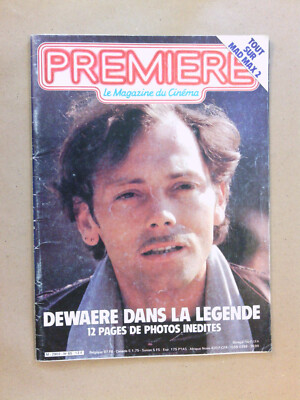 PREMIERE
Le Magazine du Cinéma
TOUT
SUR
MAD MAX 2
DEWAERE DANS LA LEGENDE
12 PAGES DE PHOTOS INEDITES